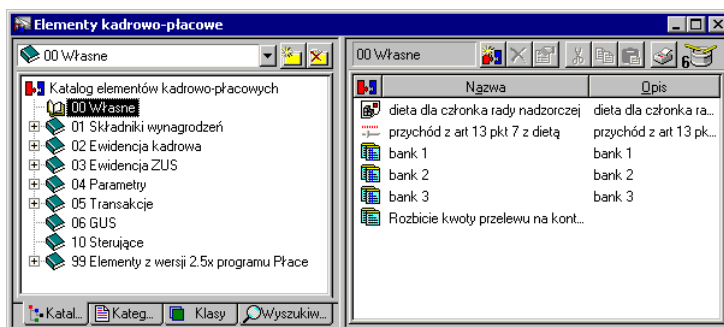 Elementy kadrowo-płacowe
00 Własne
00 Własne
6
Katalog elementów kadrowo-płacowych
00 Własne
01 Składniki wynagrodzeń
02 Ewidencja kadrowa
03 Ewidencja ZUS
04 Parametry
05 Transakcje
06 GUS
10 Sterujące
99 Elementy z wersji 2.5x programu Płace
Katal... Kateg... Klasy Wyszukiw...
Nazwa Opis
dieta dla członka rady nadzorczej dieta dla członka ra...
przychód z art 13 pkt 7 z dietą przychód z art 13 pk...
bank 1 bank 1
bank 2 bank 2
bank 3 bank 3
Rozbicie kwoty przelewu na kont...